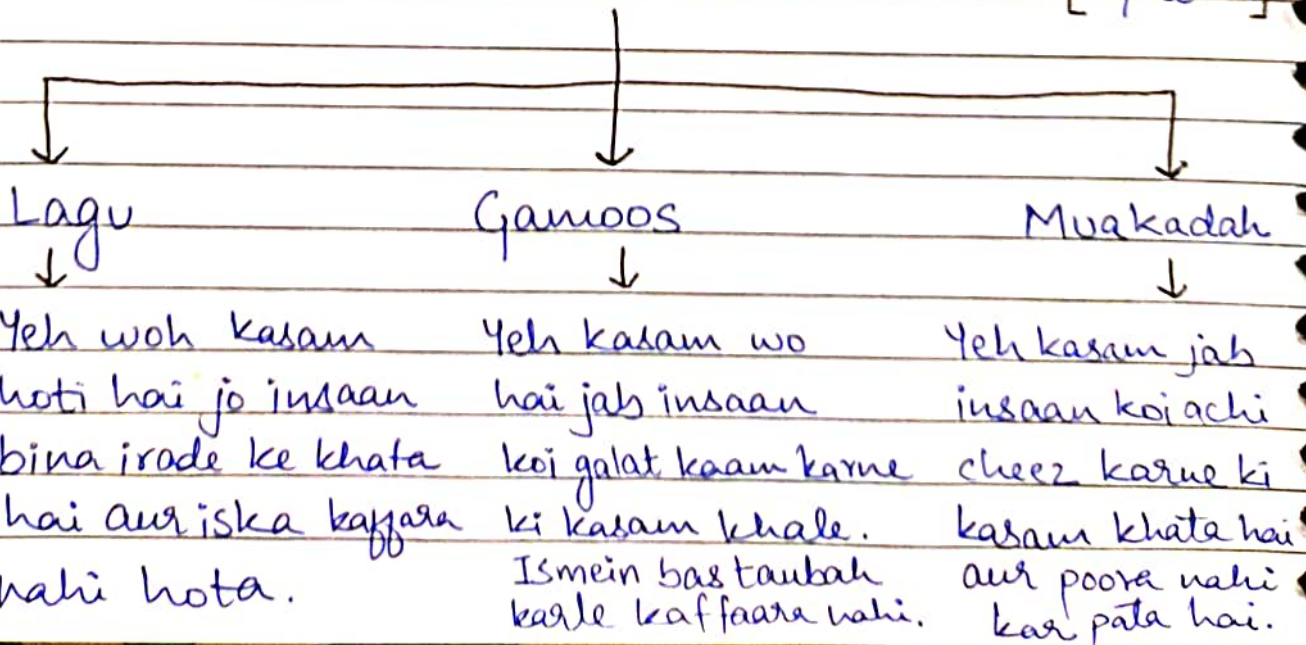 Lagu
Gamoos
Muakadah
Yeh woh kasam
hoti hai jo insaan
bina irade ke khata
hai aur iska kaffara
nahi hota.
Yeh kasam wo
hai jab insaan
koi galat kaam karne
ki kasam khale.
Ismein bas taubah
karle kaffaara nahi.
Yeh kasam jab
insaan koi achi
cheez karne ki
kasam khata hai
aur poora nahi
kar pata hai.